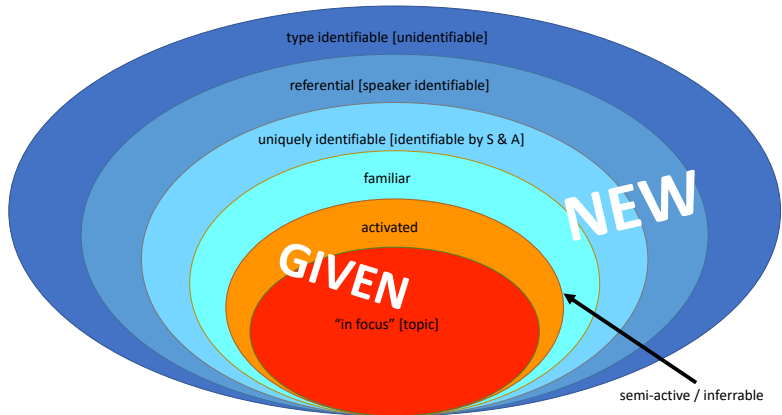 type identifiable [unidentifiable]
referential [speaker identifiable]
uniquely identifiable [identifiable by S & A]
familiar
NEW
activated
GIVEN
“in focus” [topic]
semi-active / inferrable